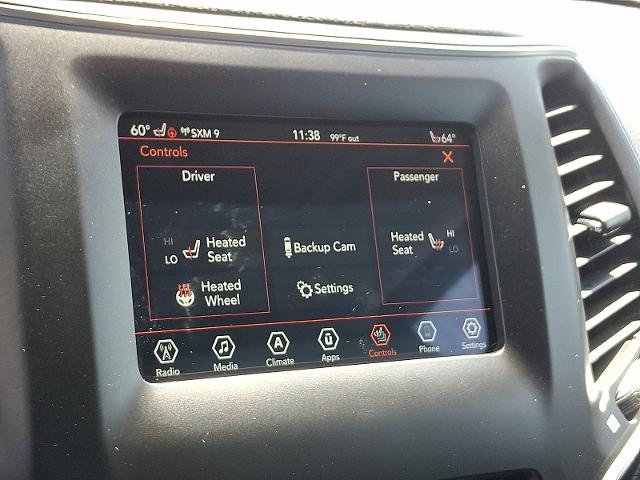 60° SXM 9 11:38 99°F out 64°
Controls X
Driver
Passenger
HI
LO
Heated
Seat
Heated
Wheel
Backup Cam
Settings
Heated
Seat
HI
LO
Radio
Media
A
Climate
ū
Apps
Controls
Phone
Settings